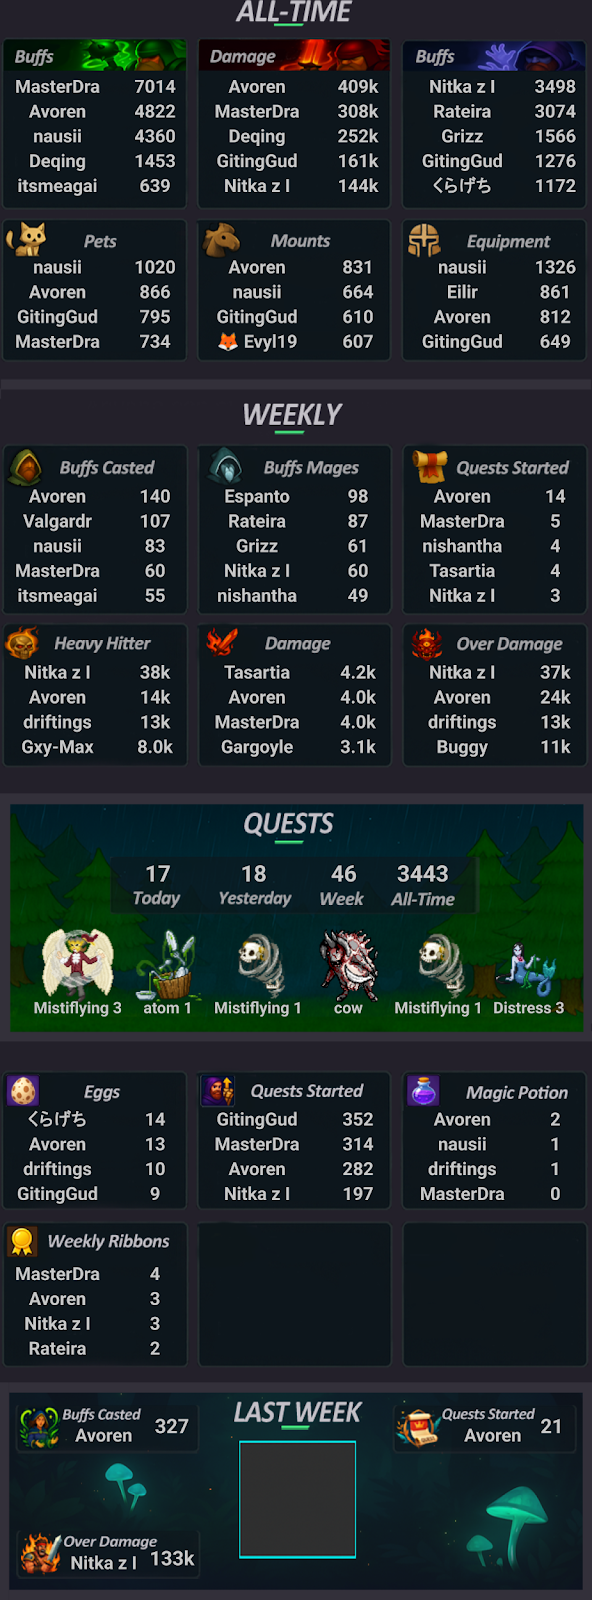 ALL-TIME
Buffs
MasterDra 7014
Avoren 4822
nausii 4360
Deqing 1453
itsmeagai 639
Damage
Avoren 409k
MasterDra 308k
Deqing 252k
GitingGud 161k
Nitka z l 144k
Buffs
Nitka z l 3498
Rateira 3074
Grizz 1566
GitingGud 1276
くらげち 1172
Pets
nausii 1020
Avoren 866
GitingGud 795
MasterDra 734
Mounts
Avoren 831
nausii 664
GitingGud 610
🦊 Evyl19 607
Equipment
nausii 1326
Eilir 861
Avoren 812
GitingGud 649
WEEKLY
Buffs Casted
Avoren 140
Valgardr 107
nausii 83
MasterDra 60
itsmeagai 55
Buffs Mages
Espanto 98
Rateira 87
Grizz 61
Nitka z l 60
nishantha 49
Quests Started
Avoren 14
MasterDra 5
nishantha 4
Tasartia 4
Nitka z l 3
Heavy Hitter
Nitka z l 38k
Avoren 14k
driftings 13k
Gxy-Max 8.0k
Damage
Tasartia 4.2k
Avoren 4.0k
MasterDra 4.0k
Gargoyle 3.1k
Over Damage
Nitka z l 37k
Avoren 24k
driftings 13k
Buggy 11k
QUESTS
17 18 46 3443
Today Yesterday Week All-Time
Mistiflying 3 atom 1 Mistiflying 1 cow Mistiflying 1 Distress 3
Eggs
くらげち 14
Avoren 13
driftings 10
GitingGud 9
Quests Started
GitingGud 352
MasterDra 314
Avoren 282
Nitka z l 197
Magic Potion
Avoren 2
nausii 1
driftings 1
MasterDra 0
Weekly Ribbons
MasterDra 4
Avoren 3
Nitka z l 3
Rateira 2
LAST WEEK
Buffs Casted
Avoren 327
Quests Started
Avoren 21
Over Damage
Nitka z l 133k